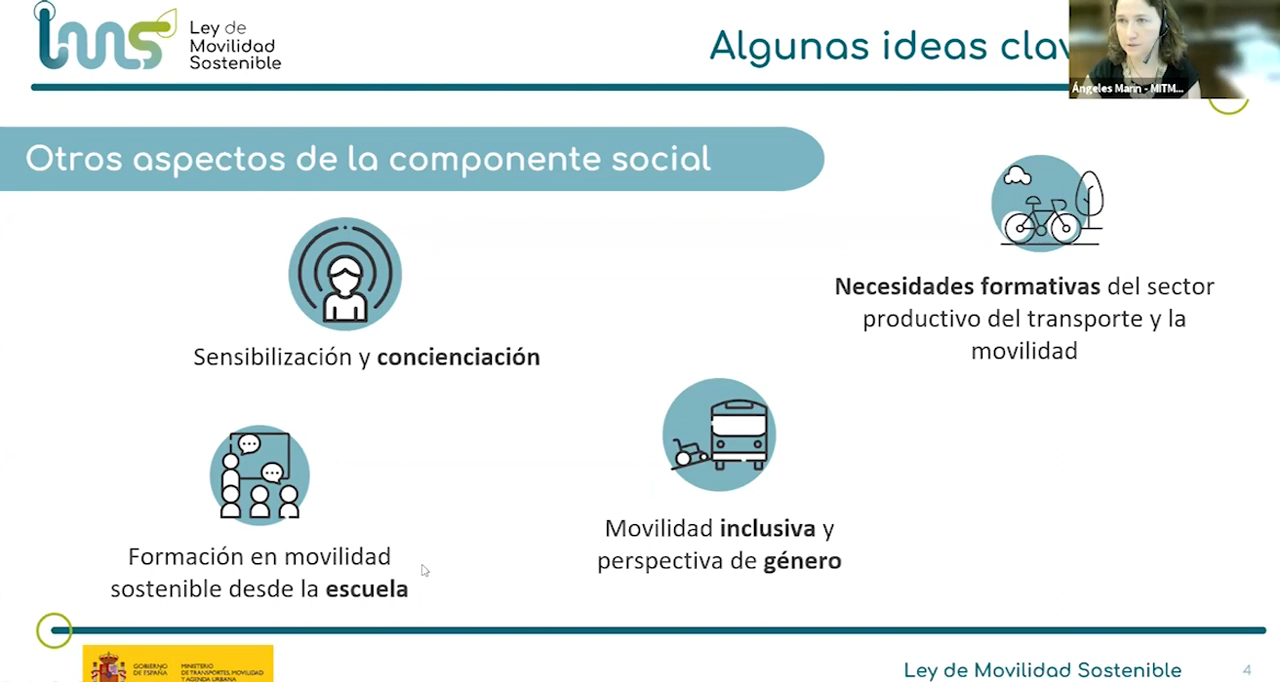 lms
Ley de
Movilidad
Sostenible
Algunas ideas
Ángeles Marín - MITM...
Otros aspectos de la componente social
Necesidades formativas del sector
productivo del transporte y la
movilidad
Sensibilización y concienciación
Movilidad inclusiva y
perspectiva de género
Formación en movilidad
sostenible desde la escuela
GOBIERNO
DE ESPAÑA
MINISTERIO
DE TRANSPORTES, MOVILIDAD
Y AGENDA URBANA
Ley de Movilidad Sostenible
4